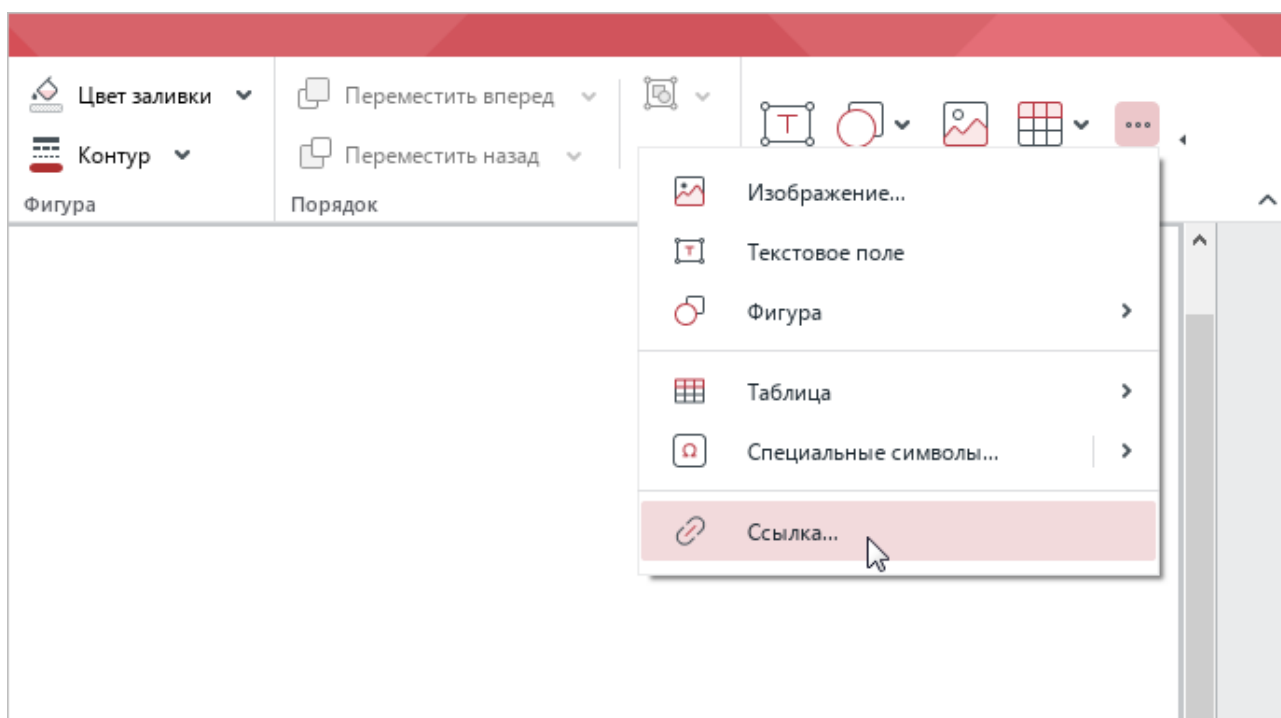 Цвет заливки
Контур
Фигура
Переместить вперед
Переместить назад
Порядок
Изображение...
Текстовое поле
Фигура
Таблица
Специальные символы...
Ссылка...